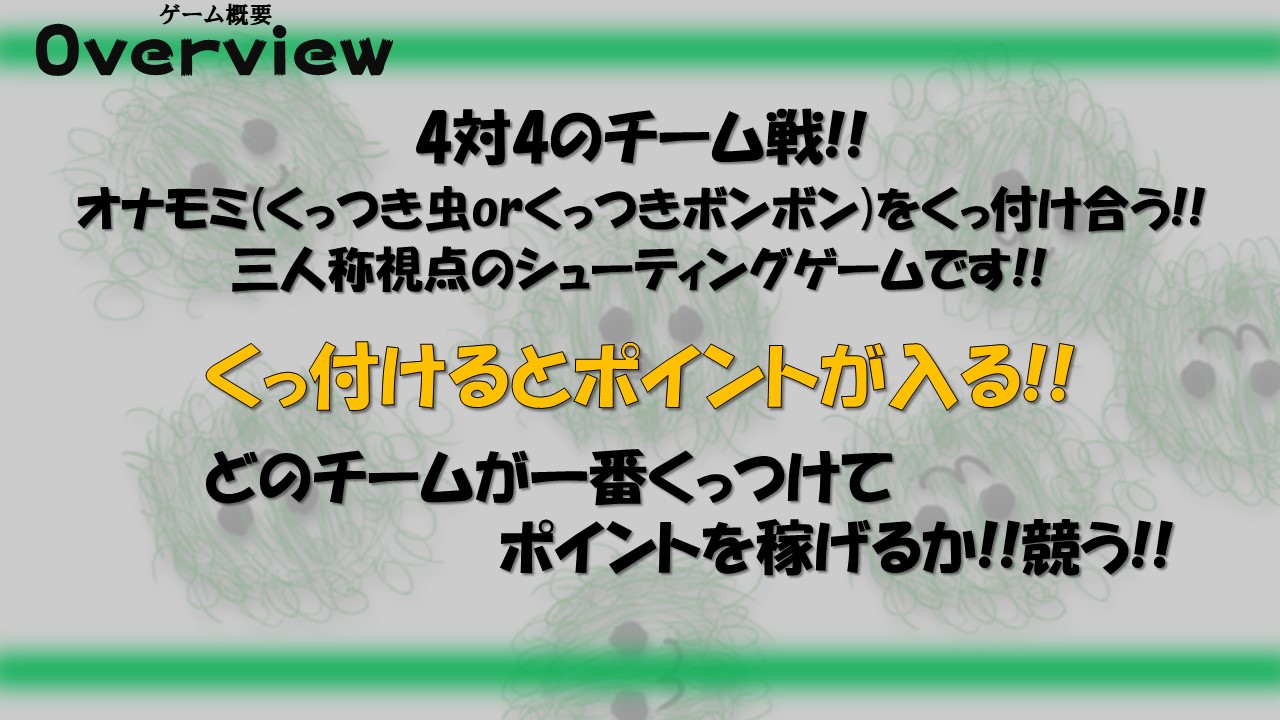 ゲーム概要
Overview
4対4のチーム戦!!
オナモミ(くっつき虫orくっつきボンボン)をくっ付け合う!!
三人称視点のシューティングゲームです!!
くっ付けるとポイントが入る!!
どのチームが一番くっつけて
ポイントを稼げるか!!競う!!